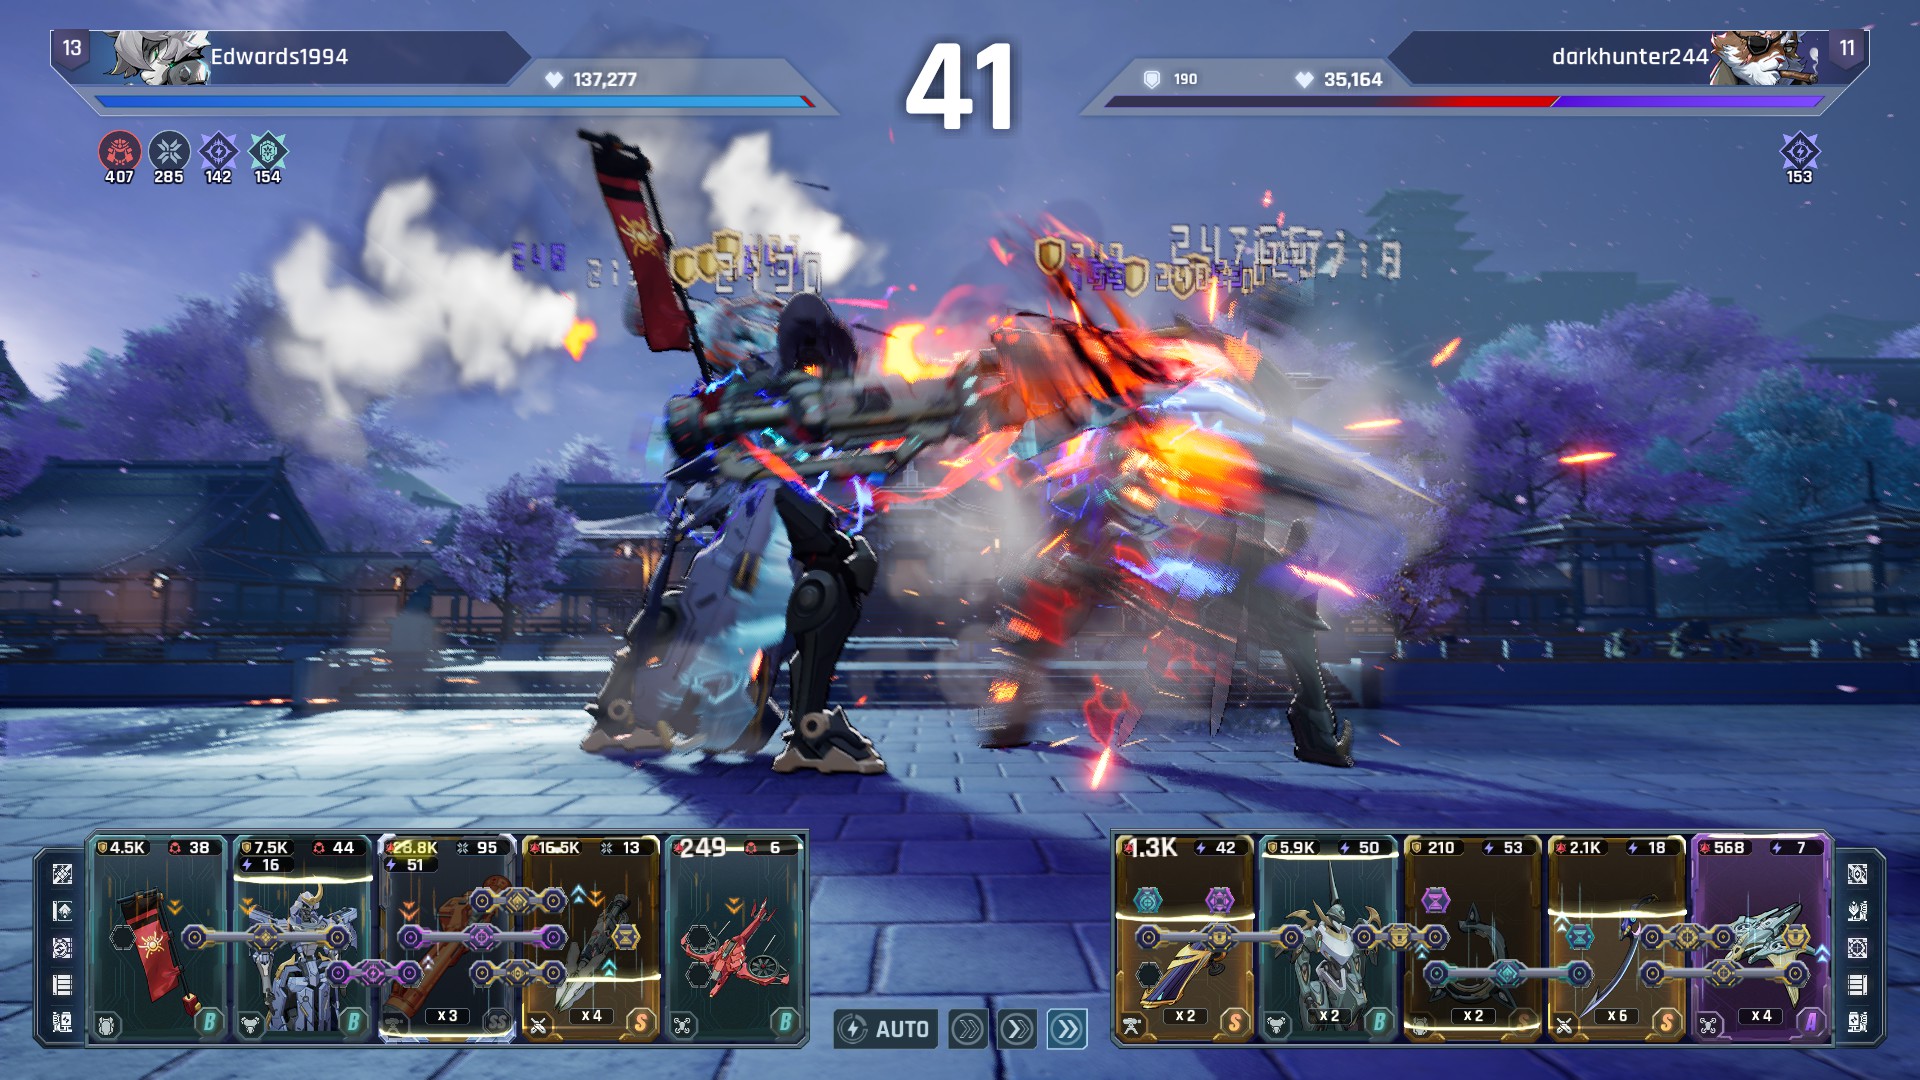 13
Edwards1994
137,277
41
190
35,164
darkhunter244
11
407
285
142
154
153
248
4.5K
38
B
7.5K
44
16
B
28.8K
95
51
x3
SS
16.5K
13
x4
S
249
6
B
AUTO
1.3K
42
x2
S
5.9K
50
x2
B
210
53
x2
S
2.1K
18
x6
S
568
7
x4
A